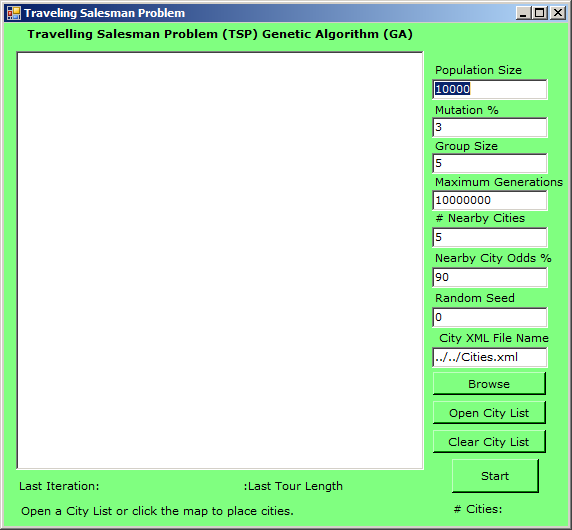 Traveling Salesman Problem
Travelling Salesman Problem (TSP) Genetic Algorithm (GA)
Population Size
10000
Mutation %
3
Group Size
5
Maximum Generations
10000000
# Nearby Cities
5
Nearby City Odds %
90
Random Seed
0
City XML File Name
../../Cities.xml
Browse
Open City List
Clear City List
Start
Last Iteration: :Last Tour Length
Open a City List or click the map to place cities. # Cities: